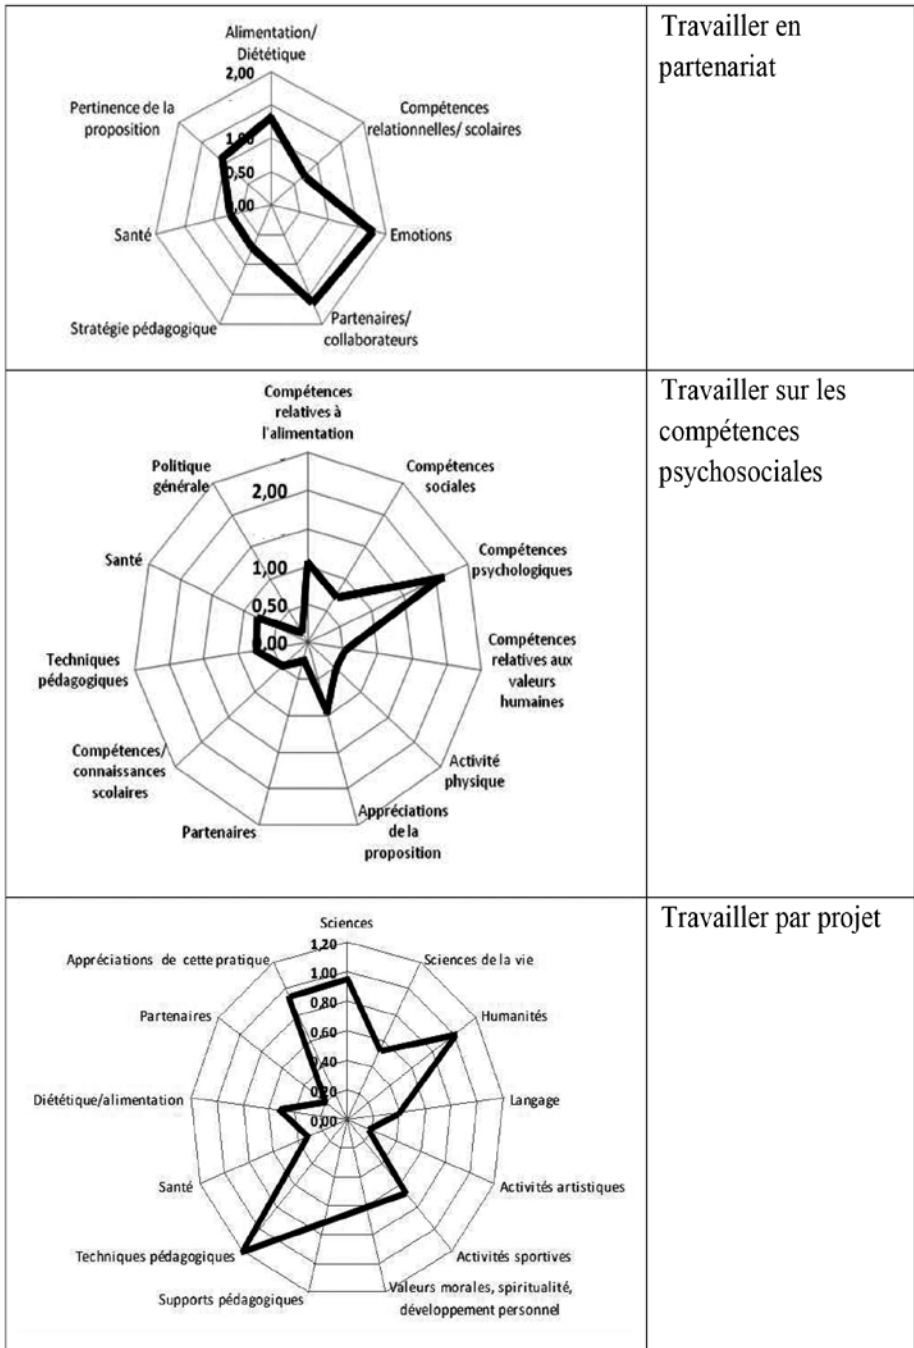 Alimentation/
Diététique
2,00
Pertinence de la
proposition
Compétences
relationnelles/ scolaires
0,50
Santé
Emotions
Stratégie pédagogique
Partenaires/
collaborateurs
Travailler en
partenariat
Compétences
relatives à
l'alimentation
Politique
générale
Compétences
sociales
2,00
Santé
Compétences
psychologiques
1,00
0,50
0,00
Techniques
pédagogiques
Compétences
relatives aux
valeurs
humaines
Compétences/
connaissances
scolaires
Activité
physique
Partenaires
Appréciations
de la
proposition
Travailler sur les
compétences
psychosociales
Sciences
1,20
Appréciations de cette pratique
Sciences de la vie
1,00
0,80
Partenaires
Humanités
0,60
0,40
Diététique/alimentation
0,20
Langage
0,00
Santé
Activités artistiques
Techniques pédagogiques
Activités sportives
Supports pédagogiques
Valeurs morales, spiritualité,
développement personnel
Travailler par projet